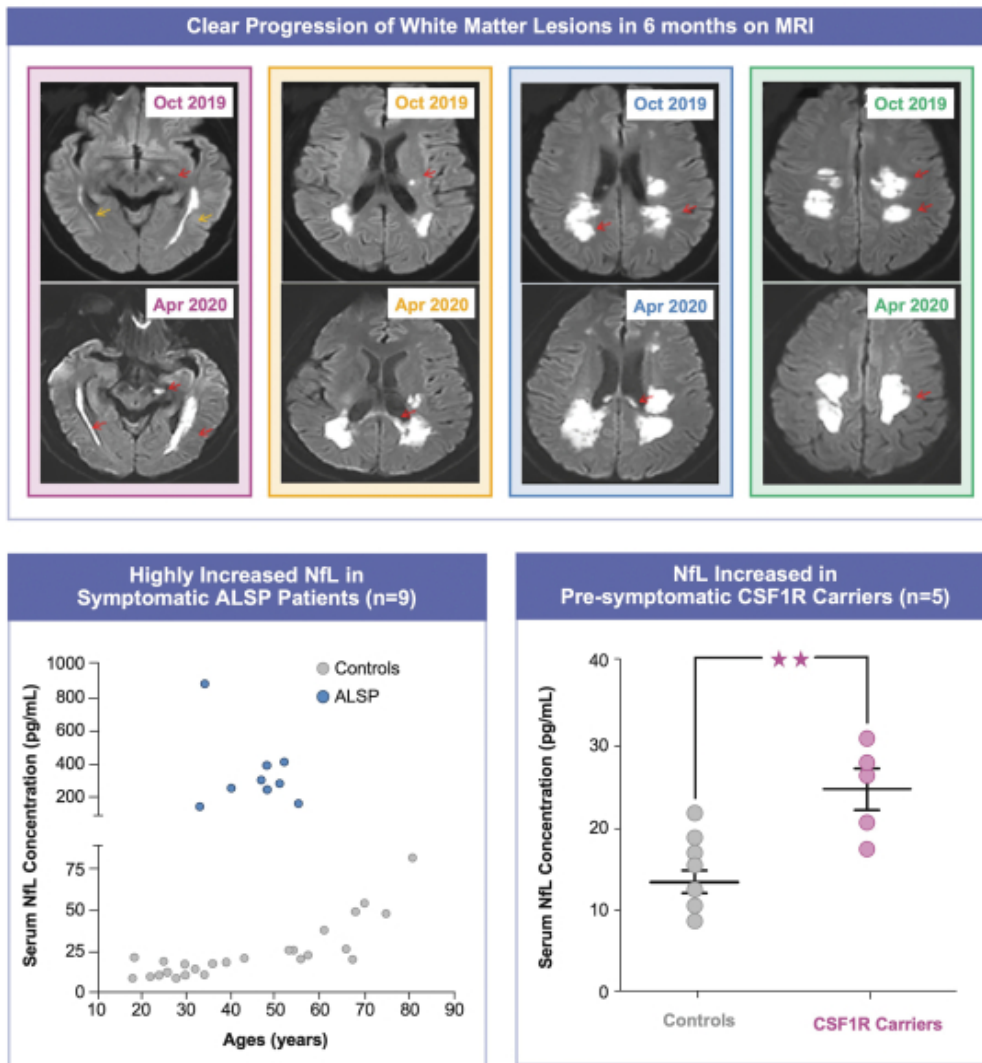 Clear Progression of White Matter Lesions in 6 months on MRI
Oct 2019
Oct 2019
Oct 2019
Oct 2019
Apr 2020
Apr 2020
Apr 2020
Apr 2020
Highly Increased NfL in
Symptomatic ALSP Patients (n=9)
Serum NfL Concentration (pg/mL)
1000
800
600
400
200
75
50
25
0
10 20 30 40 50 60 70 80 90
Ages (years)
Controls
ALSP
NfL Increased in
Pre-symptomatic CSF1R Carriers (n=5)
Serum NfL Concentration (pg/mL)
40
30
20
10
0
Controls
CSF1R Carriers